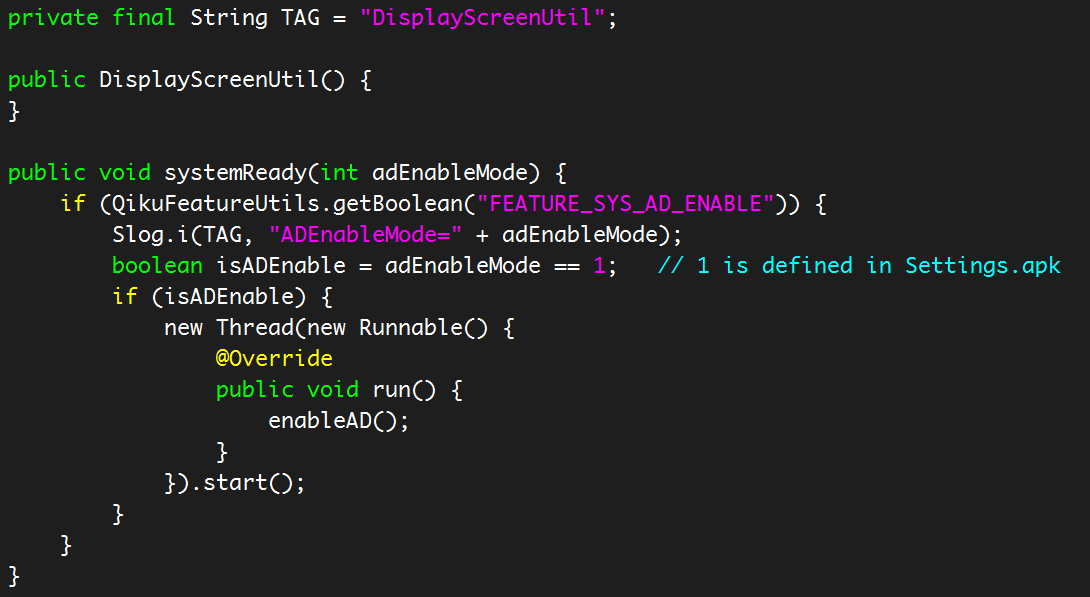 private final String TAG = "DisplayScreenUtil";
public DisplayScreenUtil() {
}
public void systemReady(int adEnableMode) {
    if (QikuFeatureUtils.getBoolean("FEATURE_SYS_AD_ENABLE")) {
        Slog.i(TAG, "ADEnableMode=" + adEnableMode);
        boolean isADEnable = adEnableMode == 1;   // 1 is defined in Settings.apk
        if (isADEnable) {
            new Thread(new Runnable() {
                @Override
                public void run() {
                    enableAD();
                }
            }).start();
        }
    }
}